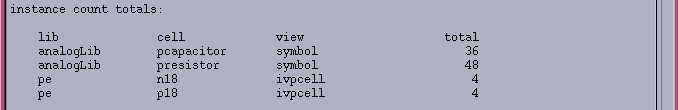 instance count totals:
lib cell view total
analogLib pcapacitor symbol 36
analogLib presistor symbol 48
pe n18 ivpcell 4
pe p18 ivpcell 4